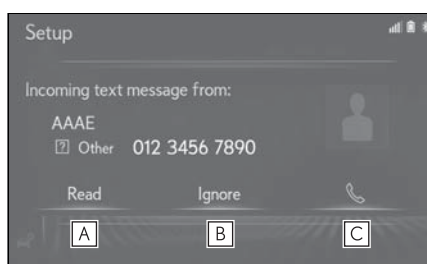 Setup
Incoming text message from:
AAAE
? Other 012 3456 7890
Read Ignore
A B C